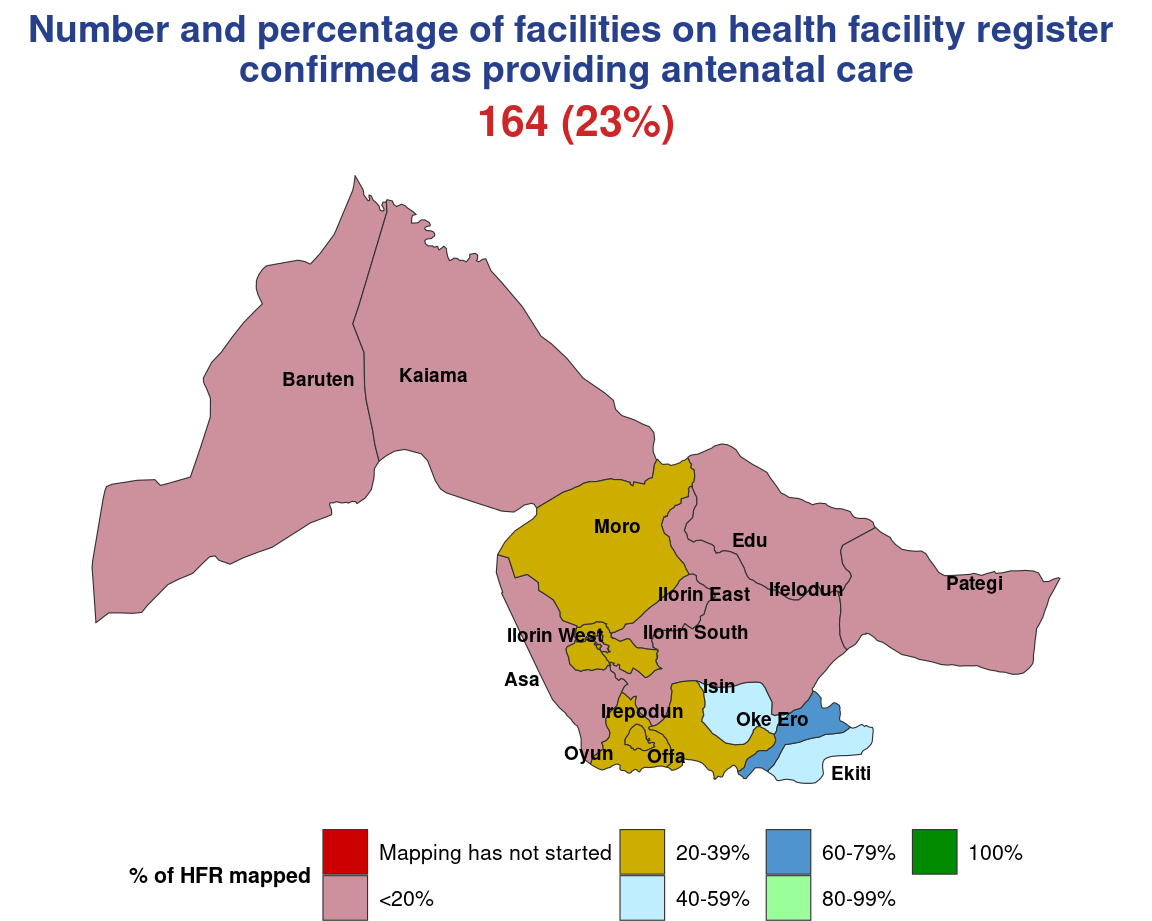 Number and percentage of facilities on health facility register
confirmed as providing antenatal care
164 (23%)
Baruten
Kaiama
Moro
Edu
Pategi
Ifelodun
Ilorin East
Ilorin West
Ilorin South
Asa
Isin
Irepodun
Oke Ero
Oyun
Offa
Ekiti
% of HFR mapped
Mapping has not started
<20%
20-39%
40-59%
60-79%
80-99%
100%